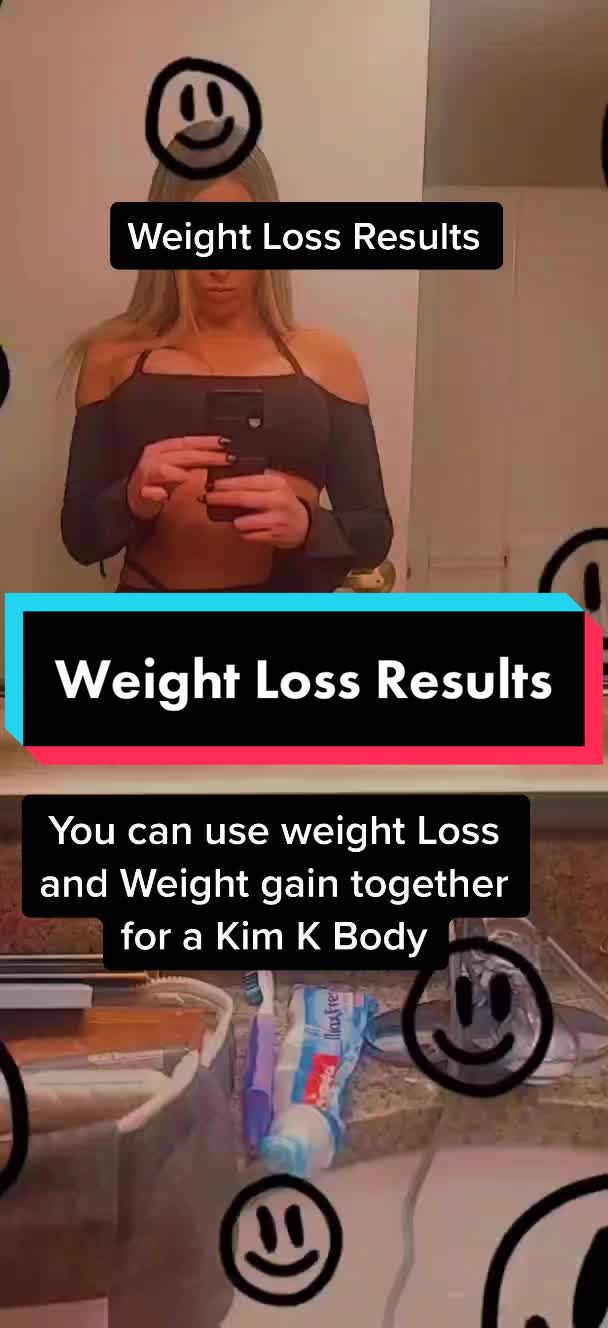 Weight Loss Results
Weight Loss Results
You can use weight Loss
and Weight gain together
for a Kim K Body